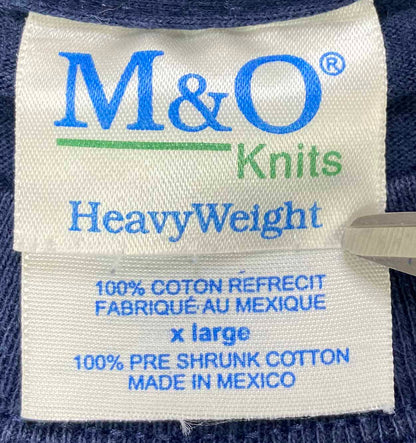 M&O®
Knits
HeavyWeight
100% COTON REFRECIT
FABRIQUÉ AU MEXIQUE
x large
100% PRE SHRUNK COTTON
MADE IN MEXICO